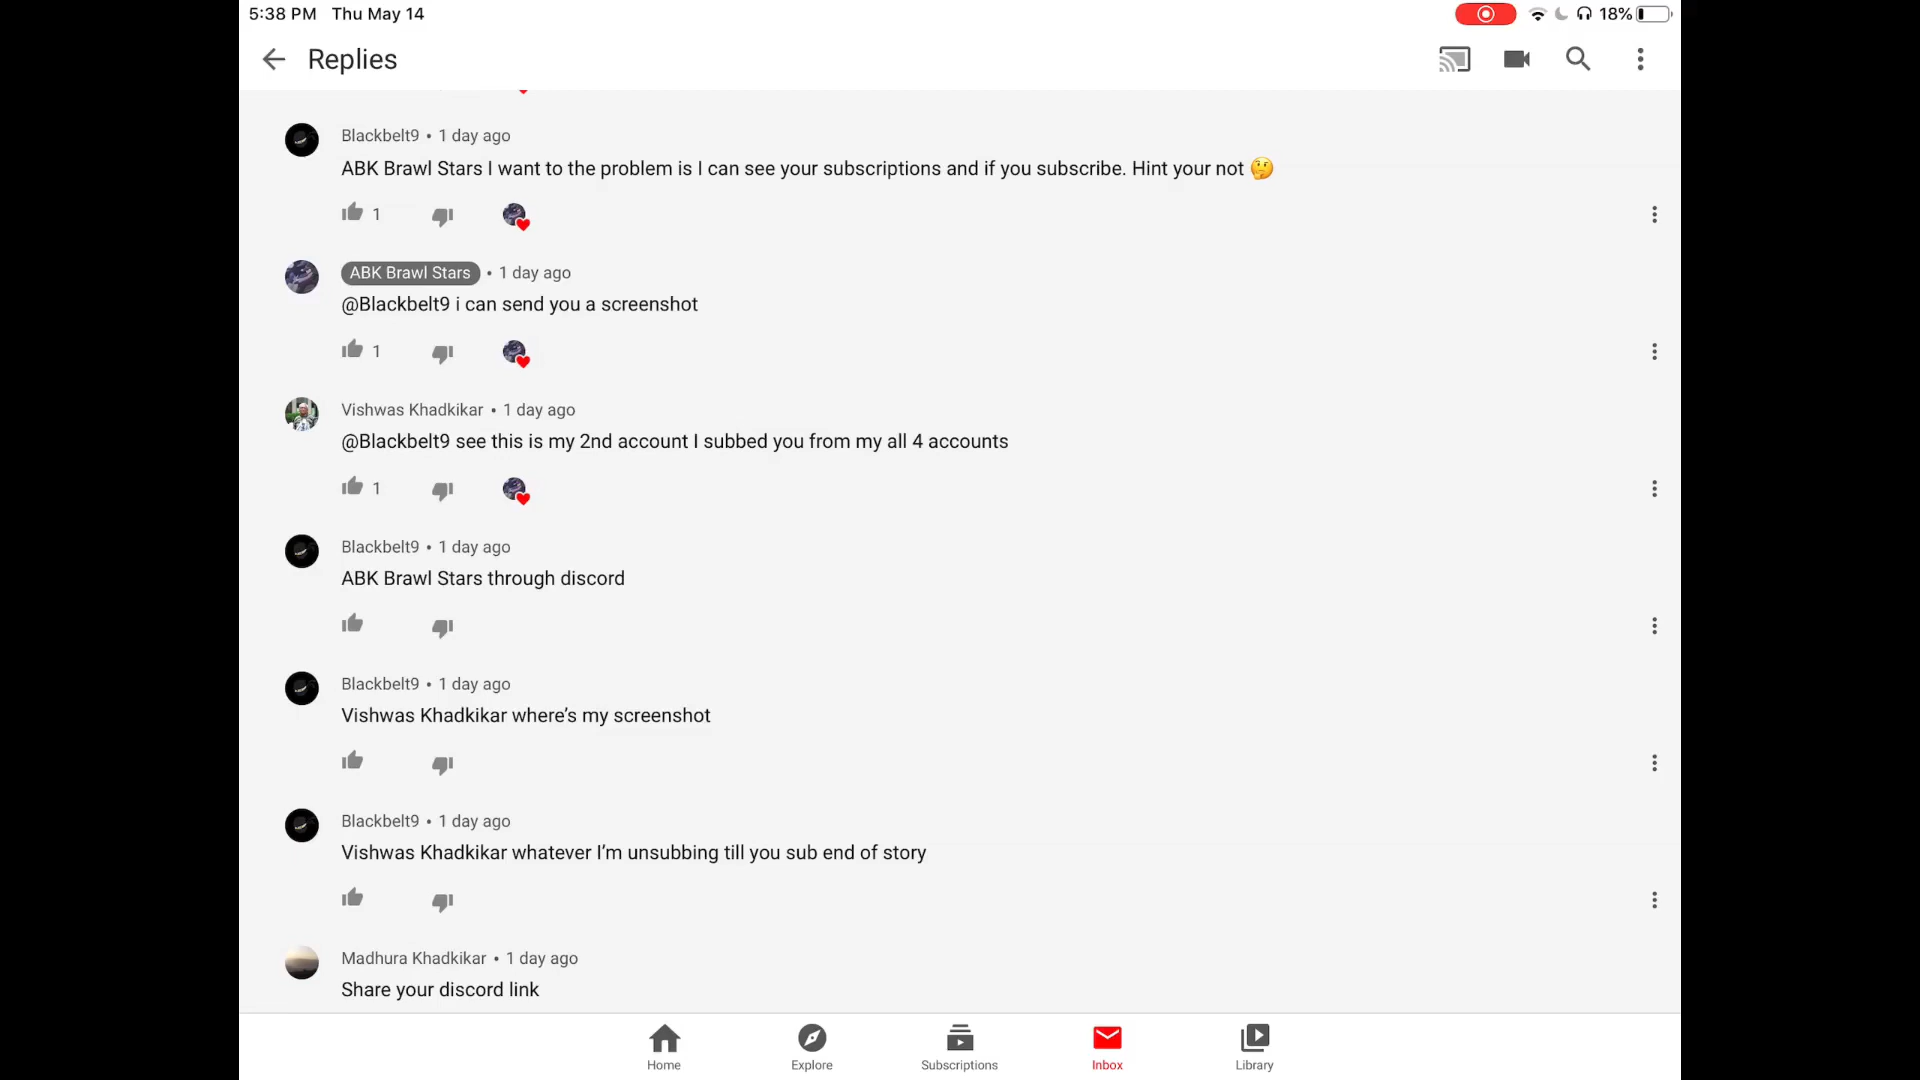 5:38 PM Thu May 14
18%
Replies
Blackbelt9 • 1 day ago
ABK Brawl Stars I want to the problem is I can see your subscriptions and if you subscribe. Hint your not 🤔
1
ABK Brawl Stars • 1 day ago
@Blackbelt9 i can send you a screenshot
1
Vishwas Khadkikar • 1 day ago
@Blackbelt9 see this is my 2nd account I subbed you from my all 4 accounts
1
Blackbelt9 • 1 day ago
ABK Brawl Stars through discord
Blackbelt9 • 1 day ago
Vishwas Khadkikar where’s my screenshot
Blackbelt9 • 1 day ago
Vishwas Khadkikar whatever I’m unsubbing till you sub end of story
Madhura Khadkikar • 1 day ago
Share your discord link
Home Explore Subscriptions Inbox Library